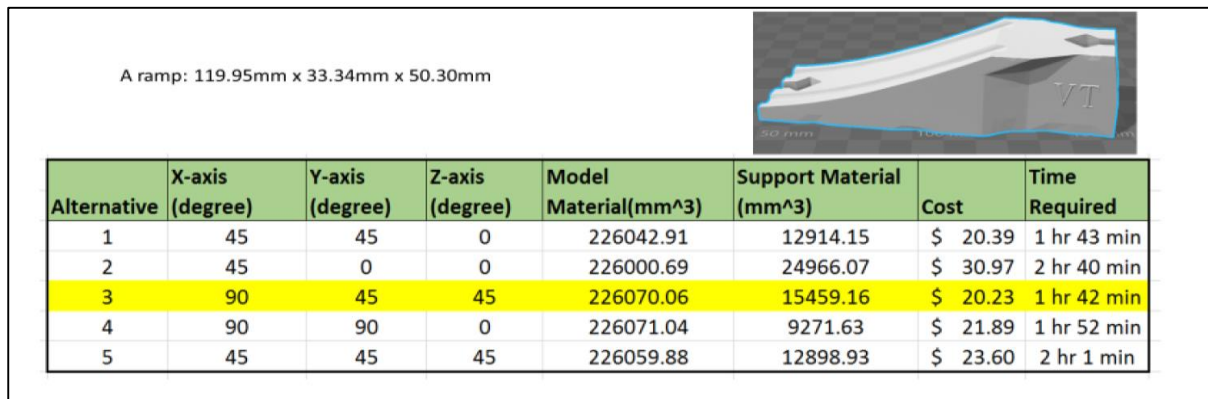 A ramp: 119.95mm x 33.34mm x 50.30mm
VT
50 mm
Alternative X-axis (degree) Y-axis (degree) Z-axis (degree) Model Material(mm^3) Support Material (mm^3) Cost Time Required
1 45 45 0 226042.91 12914.15 $ 20.39 1 hr 43 min
2 45 0 0 226000.69 24966.07 $ 30.97 2 hr 40 min
3 90 45 45 226070.06 15459.16 $ 20.23 1 hr 42 min
4 90 90 0 226071.04 9271.63 $ 21.89 1 hr 52 min
5 45 45 45 226059.88 12898.93 $ 23.60 2 hr 1 min